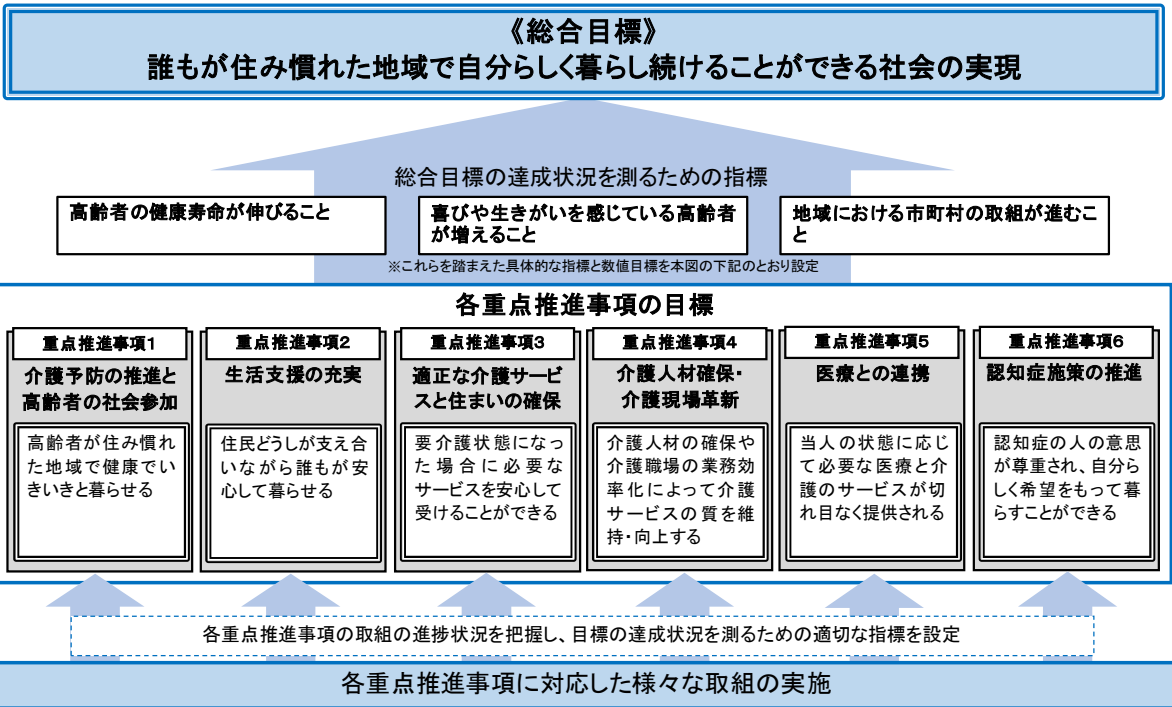 《総合目標》
誰もが住み慣れた地域で自分らしく暮らし続けることができる社会の実現
総合目標の達成状況を測るための指標
高齢者の健康寿命が伸びること
喜びや生きがいを感じている高齢者
が増えること
地域における市町村の取組が進むこ
と
※これらを踏まえた具体的な指標と数値目標を本図の下記のとおり設定
各重点推進事項の目標
重点推進事項1
介護予防の推進と
高齢者の社会参加
高齢者が住み慣れ
た地域で健康でい
きいきと暮らせる
重点推進事項2
生活支援の充実
住民どうしが支え合
いながら誰もが安
心して暮らせる
重点推進事項3
適正な介護サービ
スと住まいの確保
要介護状態になっ
た場合に必要な
サービスを安心して
受けることができる
重点推進事項4
介護人材確保・
介護現場革新
介護人材の確保や
介護職場の業務効
率化によって介護
サービスの質を維
持・向上する
重点推進事項5
医療との連携
当人の状態に応じ
て必要な医療と介
護のサービスが切
れ目なく提供される
重点推進事項6
認知症施策の推進
認知症の人の意思
が尊重され、自分ら
しく希望をもって暮
らすことができる
各重点推進事項の取組の進捗状況を把握し、目標の達成状況を測るための適切な指標を設定
各重点推進事項に対応した様々な取組の実施